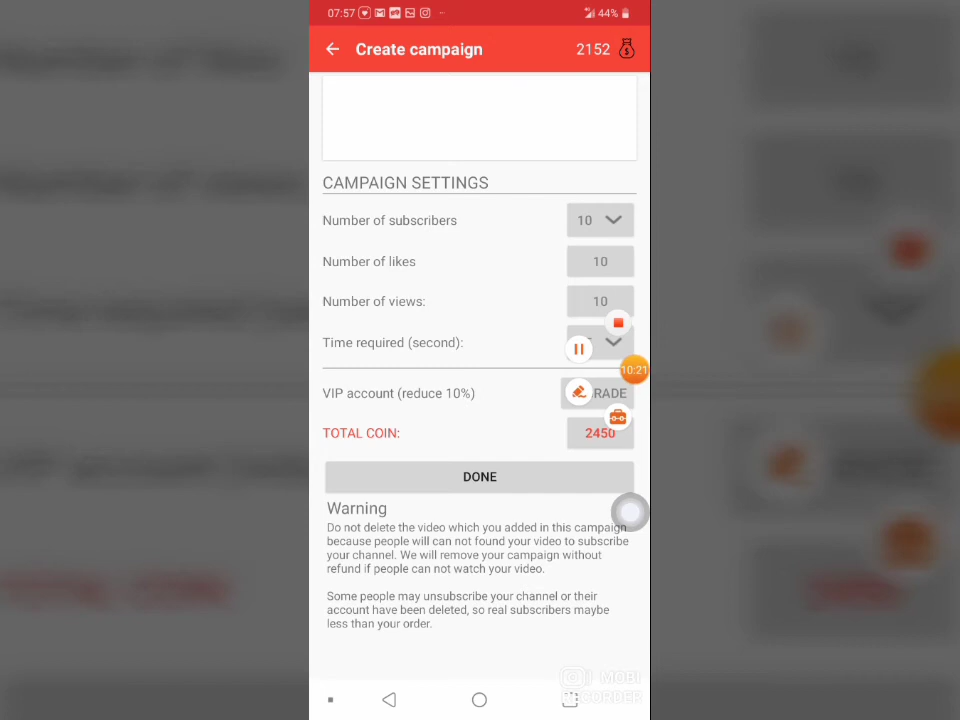 07:57 ... 44%
Create campaign 2152
CAMPAIGN SETTINGS
Number of subscribers 10
Number of likes 10
Number of views: 10
Time required (second):
10:21
VIP account (reduce 10%) RADE
TOTAL COIN: 2450
DONE
Warning
Do not delete the video which you added in this campaign
because people will can not found your video to subscribe
your channel. We will remove your campaign without
refund if people can not watch your video.
Some people may unsubscribe your channel or their
account have been deleted, so real subscribers maybe
less than your order.
MOBI
RECORDER